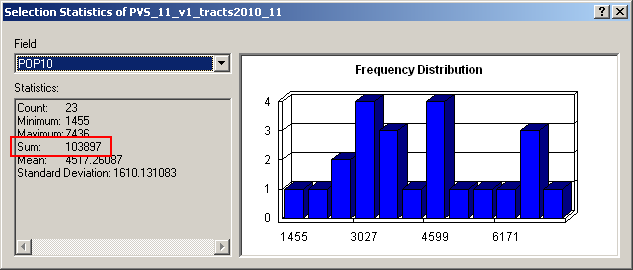 Selection Statistics of PVS_11_v1_tracts2010_11
Field
POP10
Statistics:
Count: 23
Minimum: 1455
Maximum: 7436
Sum: 103897
Mean: 4517.26087
Standard Deviation: 1610.131083
Frequency Distribution
4
3
2
1
0
1455 3027 4599 6171